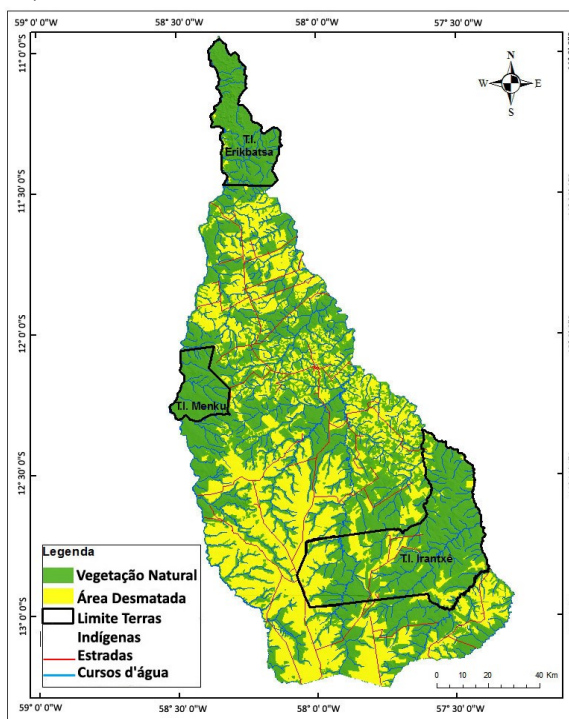 59°0'0"W
58°30'0"W
58°0'0"W
57°30'0"W
11°0'0"S
11°30'0"S
12°0'0"S
12°30'0"S
13°0'0"S
N
W
E
S
T.I.
Erikbatsa
T.I. Menku
T.I. Irantxé
Legenda
Vegetação Natural
Área Desmatada
Limite Terras
Indígenas
Estradas
Cursos d'água
0 10 20 40 Km
59°0'0"W
58°30'0"W
58°0'0"W
57°30'0"W